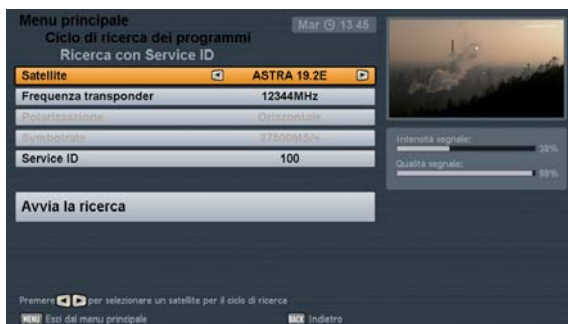 Menu principale
Mar 13 45
Ciclo di ricerca dei programmi
Ricerca con Service ID
Satellite ASTRA 19.2E
Frequenza transponder 12344MHz
Polarizzazione Orizzontale
Symbolrate 27500MS/s
Service ID 100
Intensità segnale:
38%
Qualità segnale:
98%
Avvia la ricerca
Premere per selezionare un satellite per il ciclo di ricerca
MENU Esci dal menu principale BACK Indietro